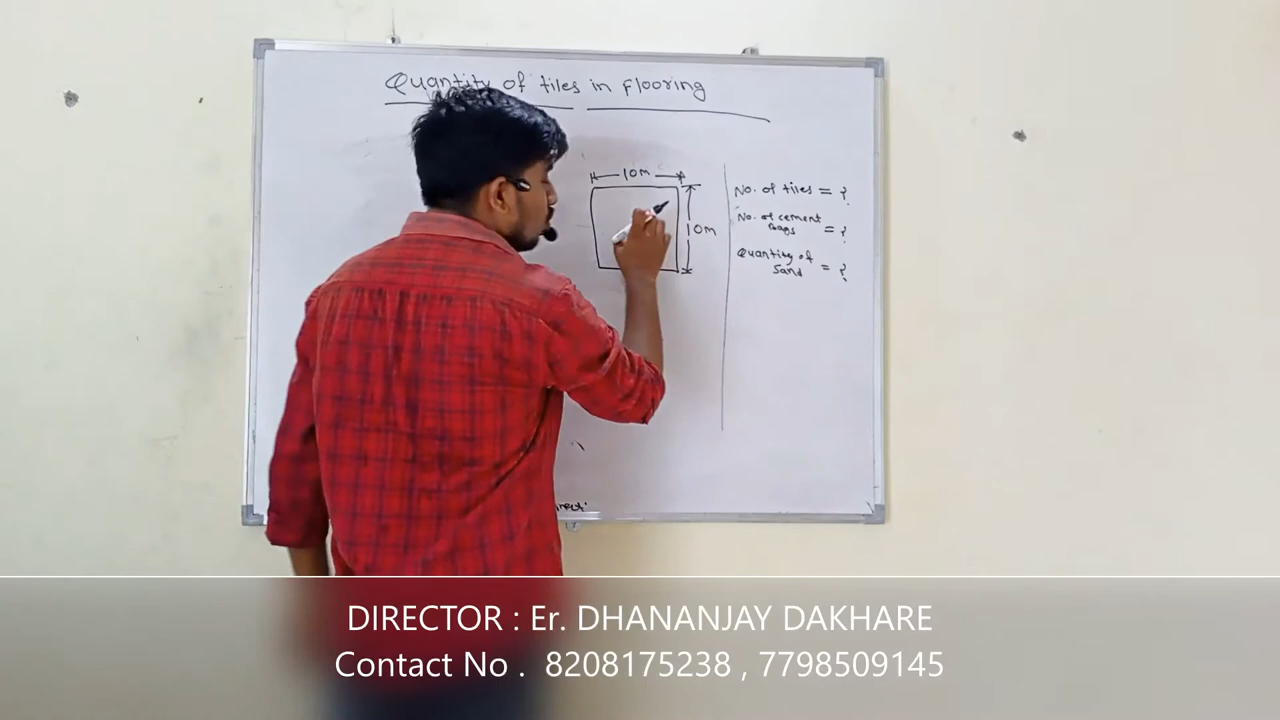 Quantity of tiles in Flooring
10m
10m
No. of tiles = ?
No. of cement
bags = ?
Quantity of
Sand = ?
DIRECTOR : Er. DHANANJAY DAKHARE
Contact No . 8208175238 , 7798509145